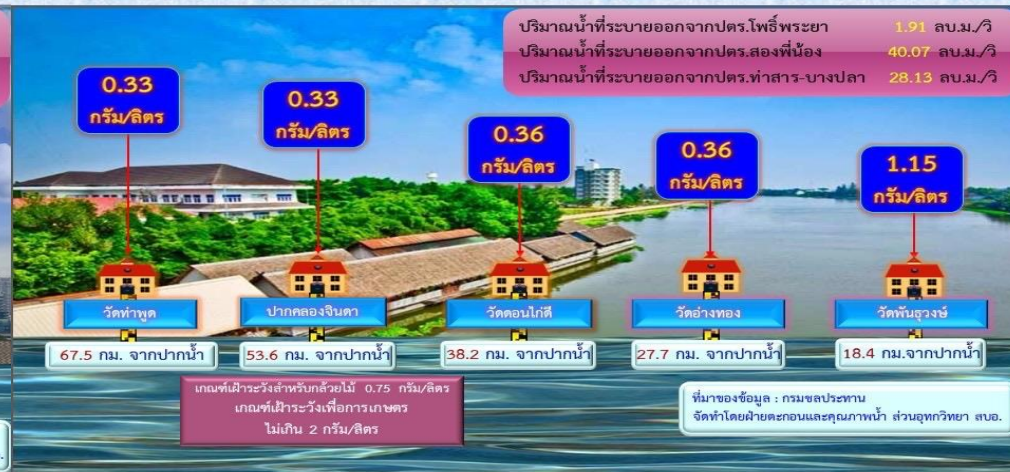 ปริมาณน้ำที่ระบายออกจากปตร.โพธิ์พระยา 1.91 ลบ.ม./วิ
ปริมาณน้ำที่ระบายออกจากปตร.สองพี่น้อง 40.07 ลบ.ม./วิ
ปริมาณน้ำที่ระบายออกจากปตร.ท่าสาร-บางปลา 28.13 ลบ.ม./วิ
0.33
กรัม/ลิตร
0.33
กรัม/ลิตร
0.36
กรัม/ลิตร
0.36
กรัม/ลิตร
1.15
กรัม/ลิตร
วัดท่าพูด
ปากคลองจินดา
วัดดอนไก่ดี
วัดอ่างทอง
วัดพันธุวงษ์
67.5 กม. จากปากน้ำ
53.6 กม. จากปากน้ำ
38.2 กม. จากปากน้ำ
27.7 กม. จากปากน้ำ
18.4 กม.จากปากน้ำ
เกณฑ์เฝ้าระวังสำหรับกล้วยไม้ 0.75 กรัม/ลิตร
เกณฑ์เฝ้าระวังเพื่อการเกษตร
ไม่เกิน 2 กรัม/ลิตร
ที่มาของข้อมูล : กรมชลประทาน
จัดทำโดยฝ่ายตะกอนและคุณภาพน้ำ ส่วนอุทกวิทยา สบอ.